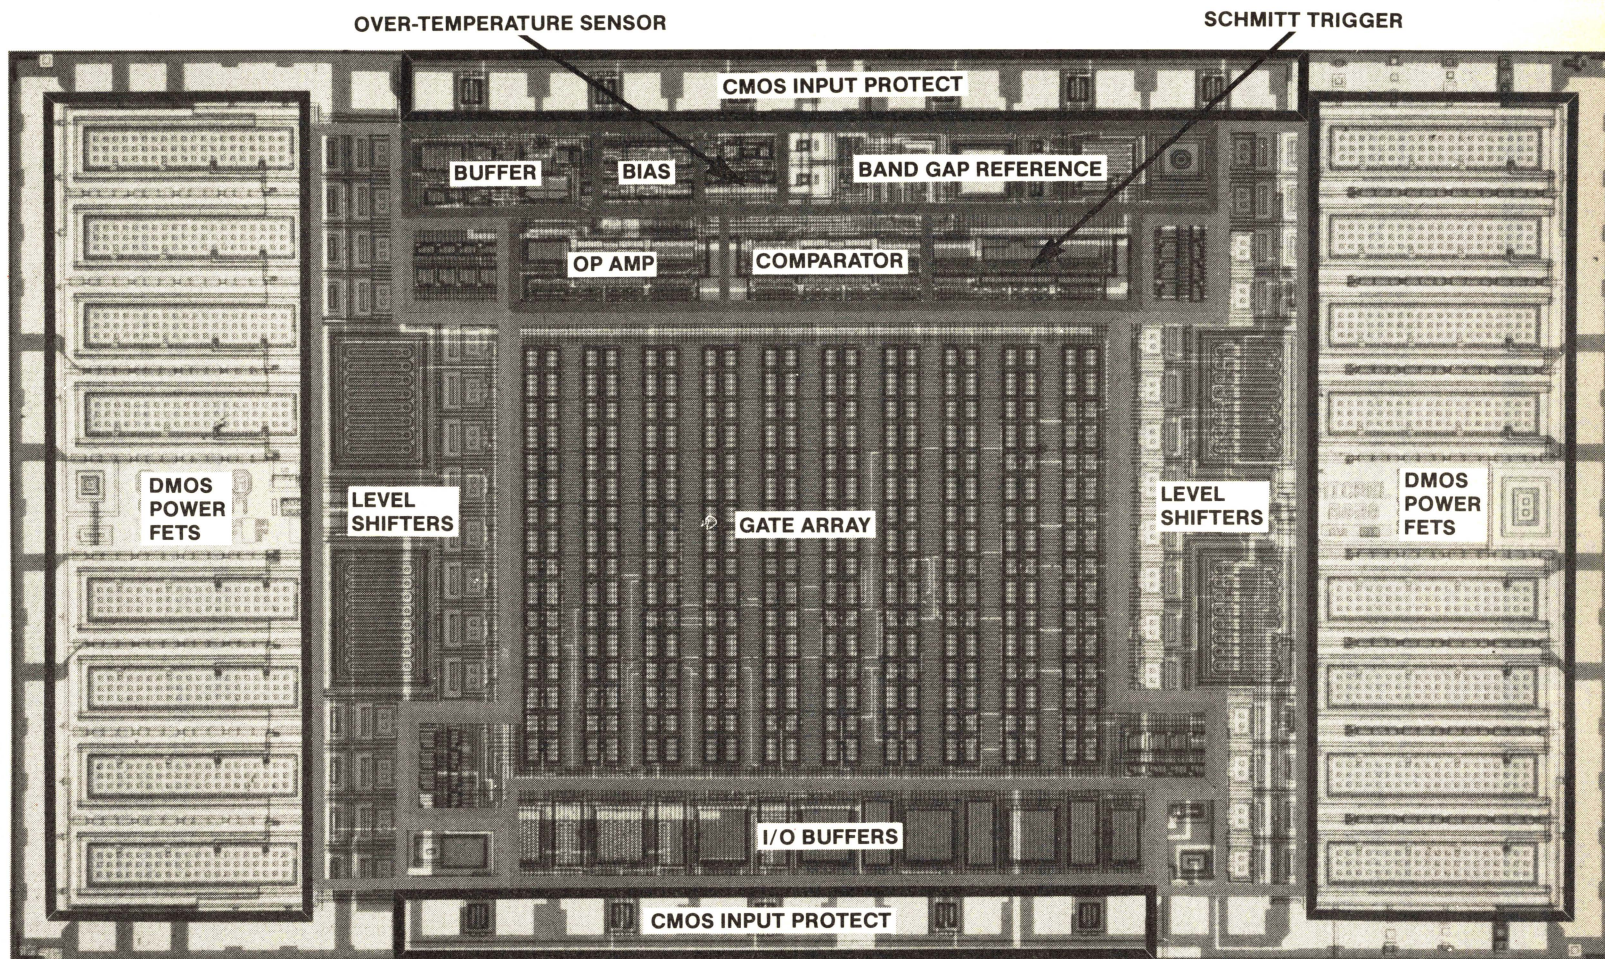 OVER-TEMPERATURE SENSOR
SCHMITT TRIGGER
CMOS INPUT PROTECT
BUFFER
BIAS
BAND GAP REFERENCE
OP AMP
COMPARATOR
DMOS
POWER
FETS
LEVEL
SHIFTERS
GATE ARRAY
LEVEL
SHIFTERS
DMOS
POWER
FETS
I/O BUFFERS
CMOS INPUT PROTECT